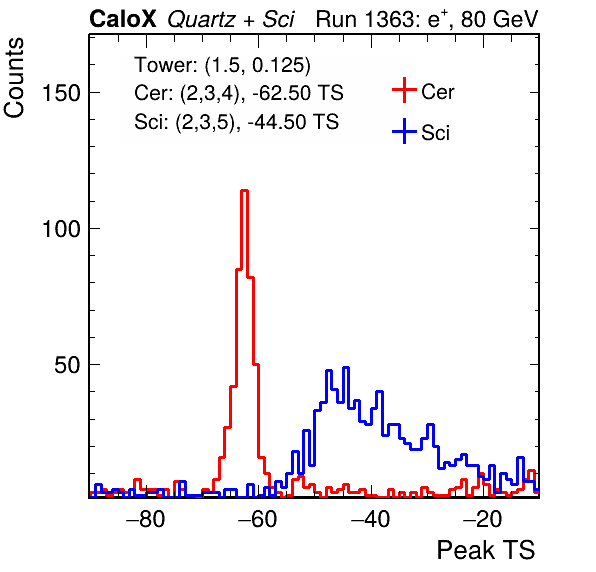 CaloX Quartz + Sci Run 1363: e⁺, 80 GeV
Counts
Tower: (1.5, 0.125)
Cer: (2,3,4), -62.50 TS
Sci: (2,3,5), -44.50 TS
Cer
Sci
150
100
50
−80 −60 −40 −20
Peak TS